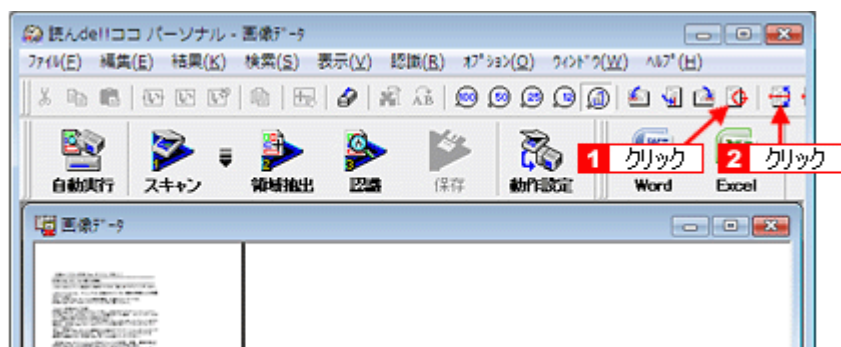 読んde!!ココ パーソナル - 画像ﾃﾞｰﾀ
ﾌｧｲﾙ(E) 編集(E) 結果(K) 検索(S) 表示(V) 認識(R) ｵﾌﾟｼｮﾝ(O) ｳｨﾝﾄﾞｳ(W) ﾍﾙﾌﾟ(H)
100 50 25 12
1 クリック 2 クリック
自動実行 スキャン 領域抽出 認識 保存 動作設定 Word Excel
画像ﾃﾞｰﾀ